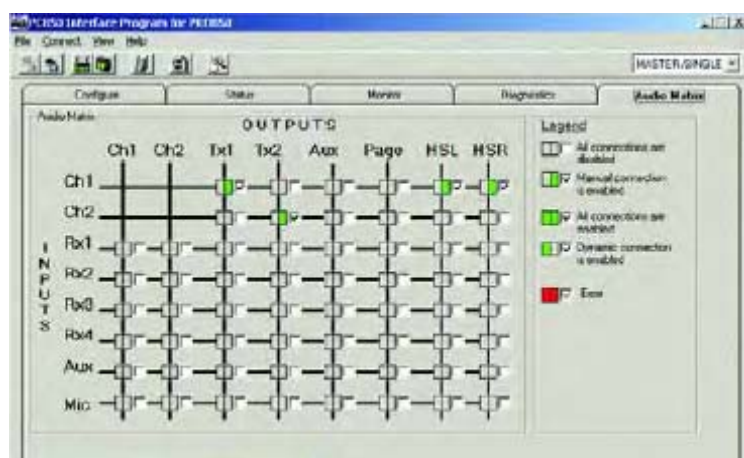 Interface Program for
File Connect View Help
MASTER/SINGLE
Configure Status Monitor Diagnostics Audio Matrix
Audio Matrix
OUTPUTS
Ch1 Ch2 Tx1 Tx2 Aux Page HSL HSR
INPUTS
Ch1
Ch2
Rx1
Rx2
Rx3
Rx4
Aux
Mic
Legend
All connections are
disabled
Manual connection
is enabled
All connections are
enabled
Dynamic connection
is enabled
Error